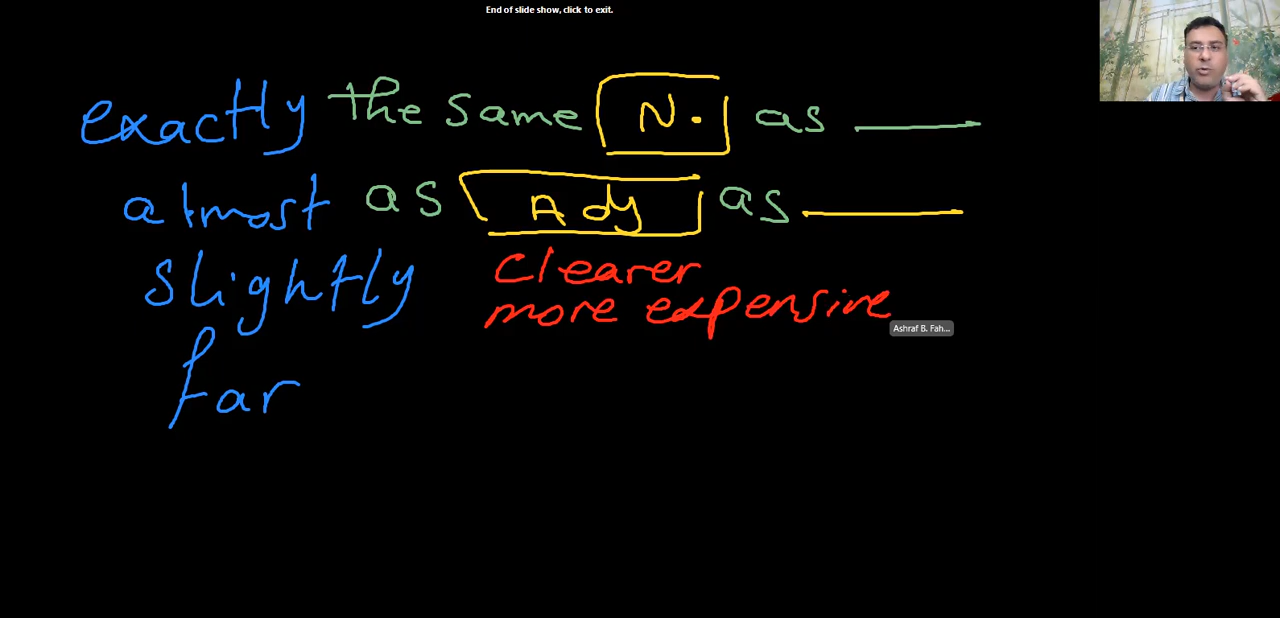 End of slide show, click to exit.
exactly the same N. as
almost as Adj as
slightly clearer
more expensive
Ashraf B. Fah...
far